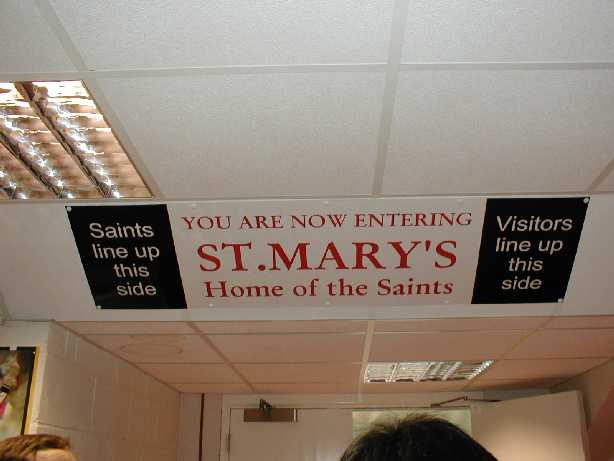 Saints
line up
this
side
YOU ARE NOW ENTERING
ST.MARY'S
Home of the Saints
Visitors
line up
this
side